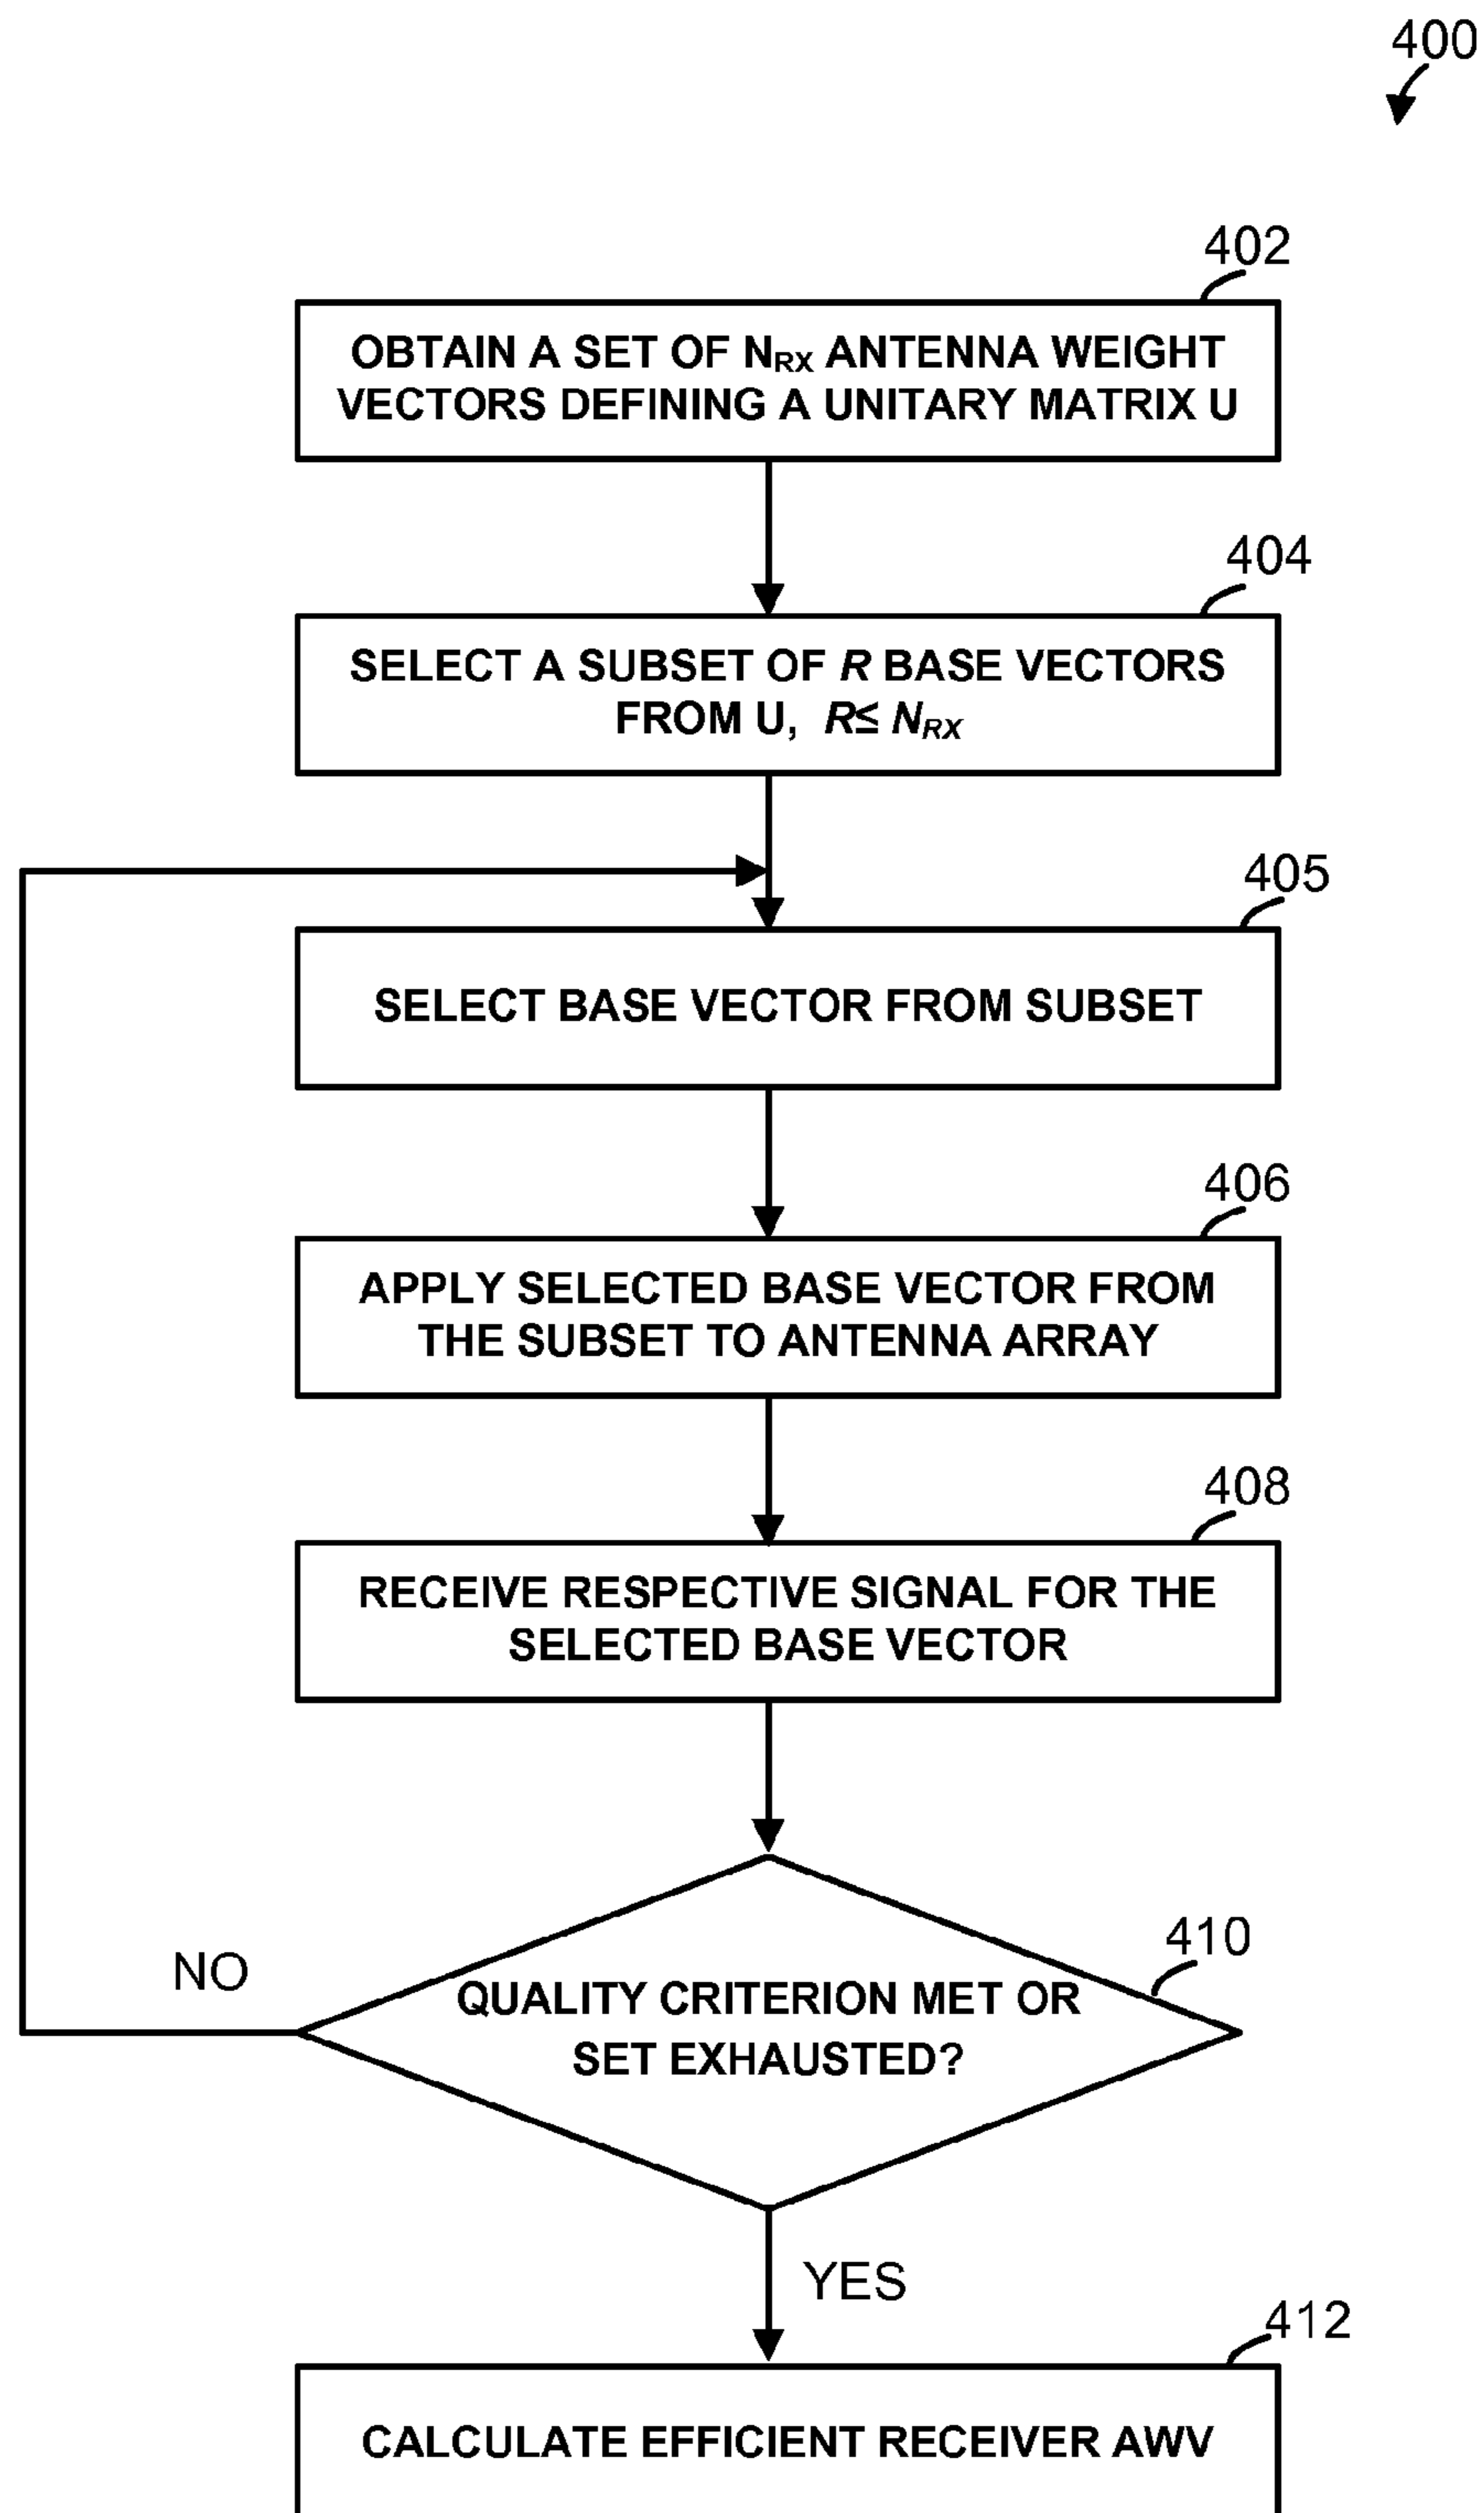 400
402
OBTAIN A SET OF N_RX ANTENNA WEIGHT
VECTORS DEFINING A UNITARY MATRIX U
404
SELECT A SUBSET OF R BASE VECTORS
FROM U, R≤ N_RX
405
SELECT BASE VECTOR FROM SUBSET
406
APPLY SELECTED BASE VECTOR FROM
THE SUBSET TO ANTENNA ARRAY
408
RECEIVE RESPECTIVE SIGNAL FOR THE
SELECTED BASE VECTOR
410
NO
QUALITY CRITERION MET OR
SET EXHAUSTED?
YES
412
CALCULATE EFFICIENT RECEIVER AWV